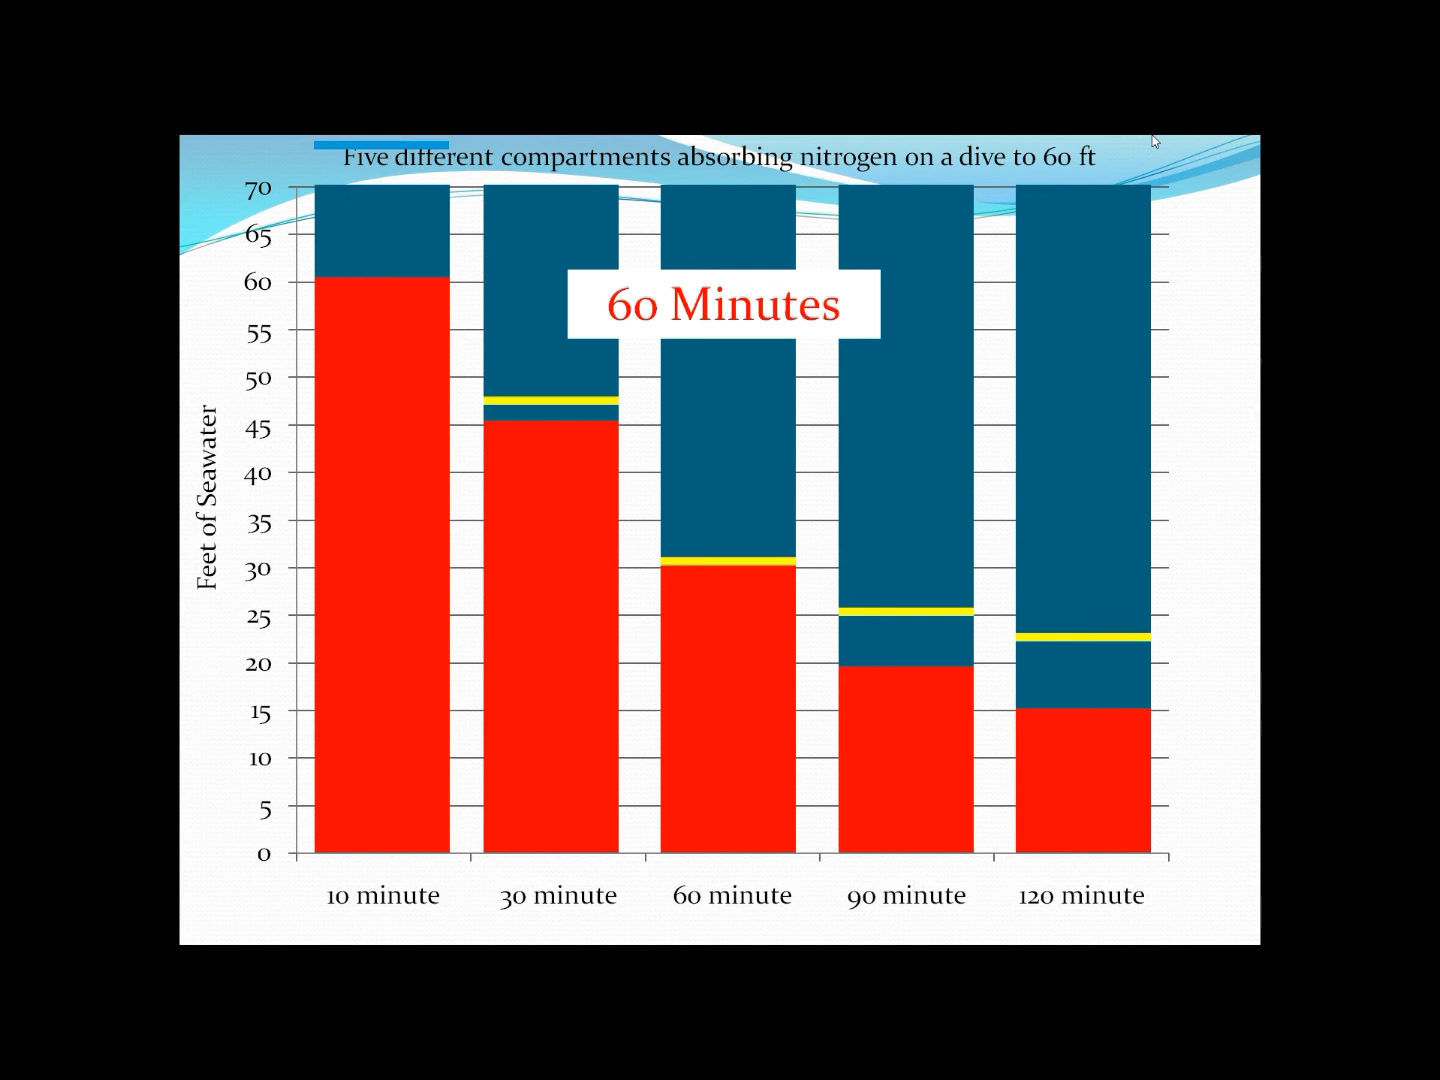 Five different compartments absorbing nitrogen on a dive to 60 ft
70
65
60
55
50
45
40
35
30
25
20
15
10
5
0
Feet of Seawater
60 Minutes
10 minute
30 minute
60 minute
90 minute
120 minute